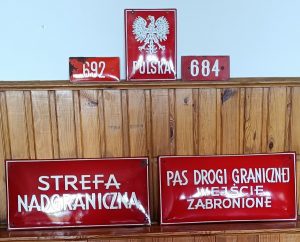 692
POLSKA
684
STREFA
NADGRANICZNA
PAS DROGI GRANICZNEJ
WEJŚCIE
ZABRONIONE